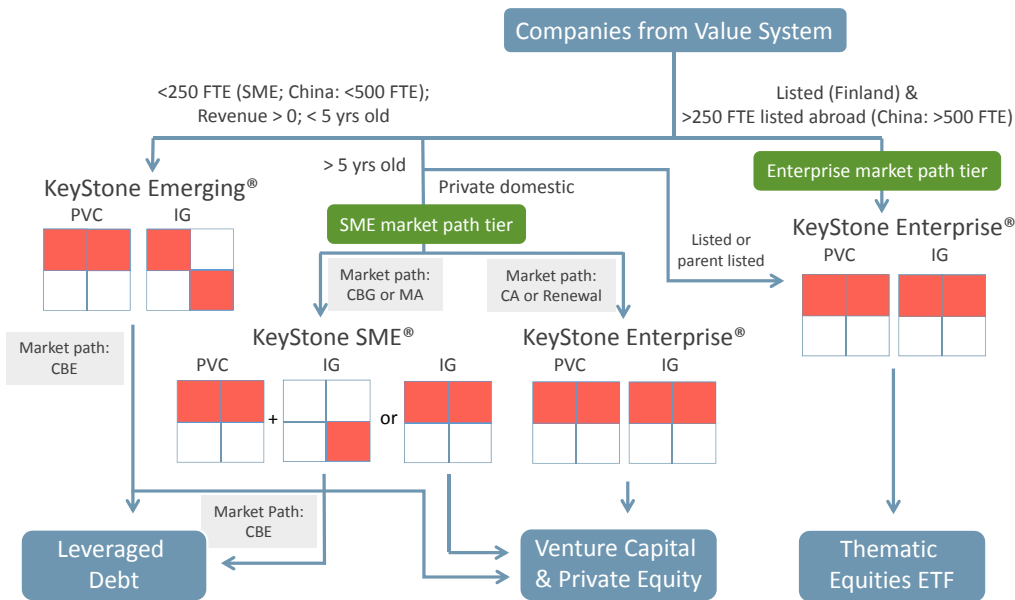 Companies from Value System
<250 FTE (SME; China: <500 FTE);
Revenue > 0; < 5 yrs old
Listed (Finland) &
>250 FTE listed abroad (China: >500 FTE)
> 5 yrs old
Private domestic
Enterprise market path tier
KeyStone Emerging®
PVC IG
SME market path tier
Listed or
parent listed
KeyStone Enterprise®
PVC IG
Market path:
CBG or MA
Market path:
CA or Renewal
Market path:
CBE
KeyStone SME®
PVC IG IG
+ or
KeyStone Enterprise®
PVC IG
Market Path:
CBE
Leveraged
Debt
Venture Capital
& Private Equity
Thematic
Equities ETF